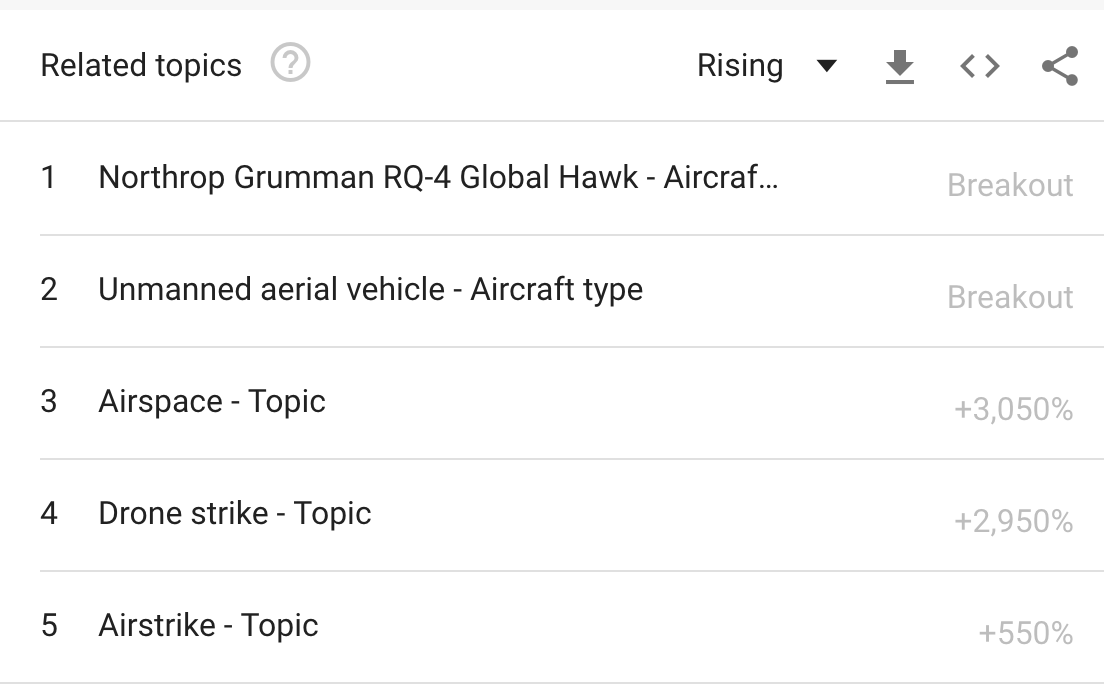 Related topics ? Rising
1 Northrop Grumman RQ-4 Global Hawk - Aircraf... Breakout
2 Unmanned aerial vehicle - Aircraft type Breakout
3 Airspace - Topic +3,050%
4 Drone strike - Topic +2,950%
5 Airstrike - Topic +550%